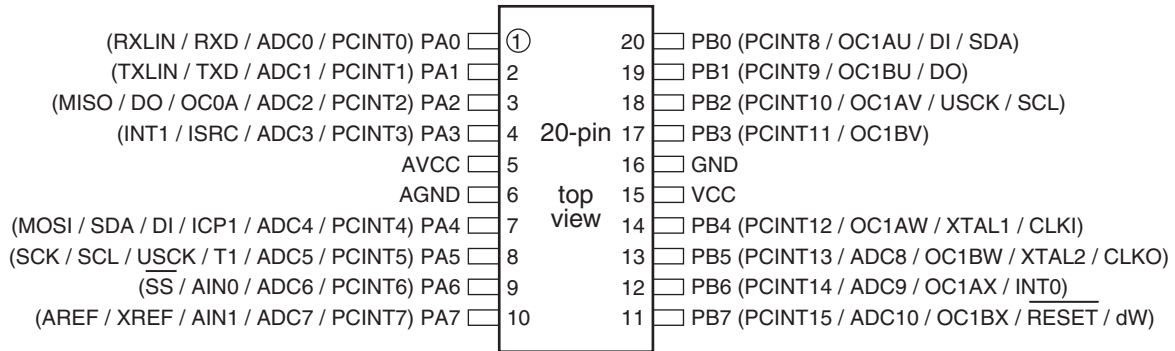 (RXLIN / RXD / ADC0 / PCINT0) PA0 ① 20 PB0 (PCINT8 / OC1AU / DI / SDA)
(TXLIN / TXD / ADC1 / PCINT1) PA1 2 19 PB1 (PCINT9 / OC1BU / DO)
(MISO / DO / OC0A / ADC2 / PCINT2) PA2 3 18 PB2 (PCINT10 / OC1AV / USCK / SCL)
(INT1 / ISRC / ADC3 / PCINT3) PA3 4 20-pin 17 PB3 (PCINT11 / OC1BV)
AVCC 5 16 GND
AGND 6 top 15 VCC
(MOSI / SDA / DI / ICP1 / ADC4 / PCINT4) PA4 7 view 14 PB4 (PCINT12 / OC1AW / XTAL1 / CLKI)
(SCK / SCL / USCK / T1 / ADC5 / PCINT5) PA5 8 13 PB5 (PCINT13 / ADC8 / OC1BW / XTAL2 / CLKO)
(SS / AIN0 / ADC6 / PCINT6) PA6 9 12 PB6 (PCINT14 / ADC9 / OC1AX / INT0)
(AREF / XREF / AIN1 / ADC7 / PCINT7) PA7 10 11 PB7 (PCINT15 / ADC10 / OC1BX / RESET / dW)